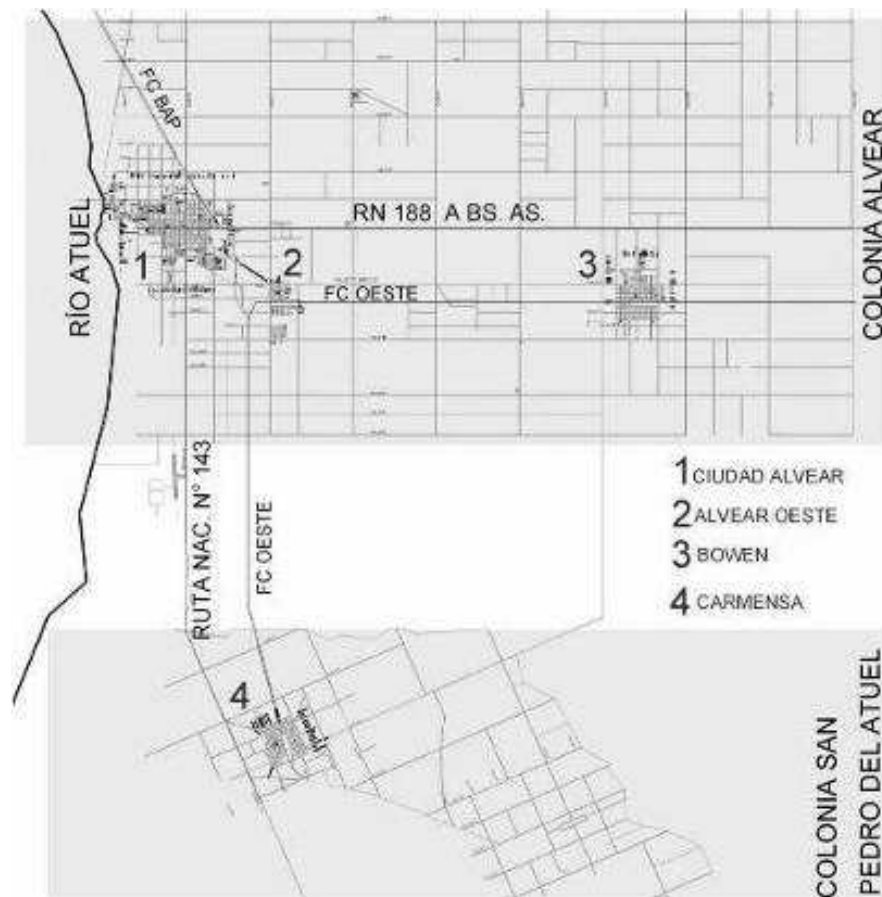 FC BAP
COLONIA ALVEAR
RÍO ATUEL
RN 188 A BS. AS.
1
2
3
FC OESTE
RUTA NAC. N° 143
FC OESTE
1 CIUDAD ALVEAR
2 ALVEAR OESTE
3 BOWEN
4 CARMENSA
4
COLONIA SAN
PEDRO DEL ATUEL